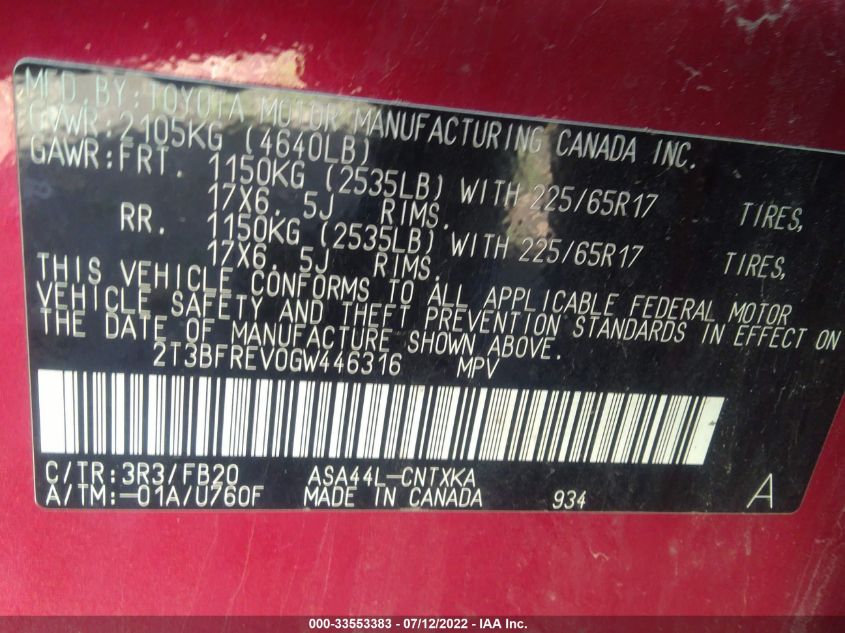 MFD.BY:TOYOTA MOTOR MANUFACTURING CANADA INC.
GVWR:2105KG (4640LB)
GAWR:FRT. 1150KG (2535LB) WITH 225/65R17 TIRES,
17X6. 5J RIMS.
RR. 1150KG (2535LB) WITH 225/65R17 TIRES,
17X6. 5J RIMS.
THIS VEHICLE CONFORMS TO ALL APPLICABLE FEDERAL MOTOR
VEHICLE SAFETY AND THEFT PREVENTION STANDARDS IN EFFECT ON
THE DATE OF MANUFACTURE SHOWN ABOVE.
2T3BFREV0GW446316 MPV
C/TR:3R3/FB20 ASA44L-CNTXKA
A/TM:-01A/U760F MADE IN CANADA 934 A
000-33553383 - 07/12/2022 - IAA Inc.